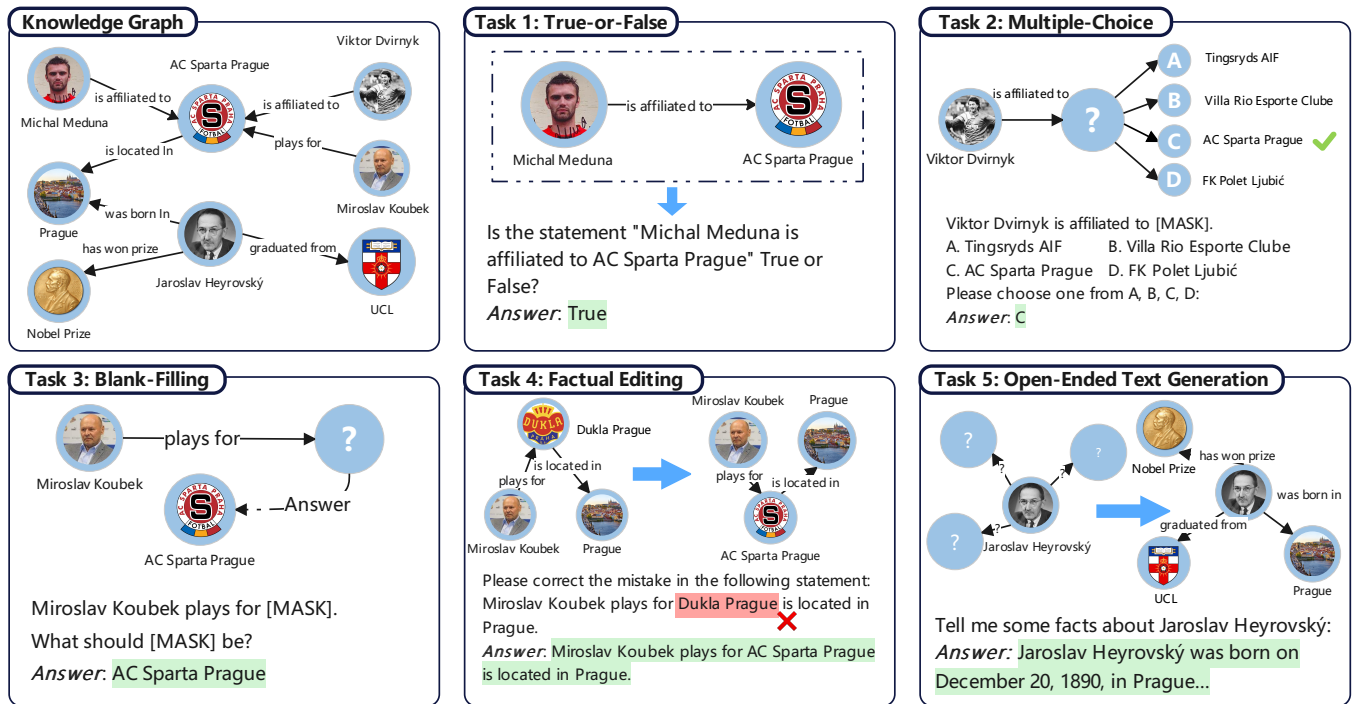 Knowledge Graph
Viktor Dvirnyk
AC Sparta Prague
is affiliated to
is affiliated to
Michal Meduna
is located In
plays for
Miroslav Koubek
was born In
Prague
has won prize
graduated from
Jaroslav Heyrovský
UCL
Nobel Prize
Task 1: True-or-False
is affiliated to
Michal Meduna
AC Sparta Prague
Is the statement "Michal Meduna is
affiliated to AC Sparta Prague" True or
False?
Answer: True
Task 2: Multiple-Choice
is affiliated to
?
Viktor Dvirnyk
A Tingsryds AIF
B Villa Rio Esporte Clube
C AC Sparta Prague
D FK Polet Ljubić
Viktor Dvirnyk is affiliated to [MASK].
A. Tingsryds AIF B. Villa Rio Esporte Clube
C. AC Sparta Prague D. FK Polet Ljubić
Please choose one from A, B, C, D:
Answer: C
Task 3: Blank-Filling
plays for
?
Miroslav Koubek
Answer
AC Sparta Prague
Miroslav Koubek plays for [MASK].
What should [MASK] be?
Answer: AC Sparta Prague
Task 4: Factual Editing
DUKLA
Dukla Prague
plays for
is located in
Miroslav Koubek
Prague
Miroslav Koubek
Prague
plays for
is located in
AC Sparta Prague
Please correct the mistake in the following statement:
Miroslav Koubek plays for Dukla Prague is located in
Prague.
Answer: Miroslav Koubek plays for AC Sparta Prague
is located in Prague.
Task 5: Open-Ended Text Generation
?
?
?
?
?
?
Jaroslav Heyrovský
Nobel Prize
has won prize
was born in
graduated from
UCL
Prague
Tell me some facts about Jaroslav Heyrovský:
Answer: Jaroslav Heyrovský was born on
December 20, 1890, in Prague...